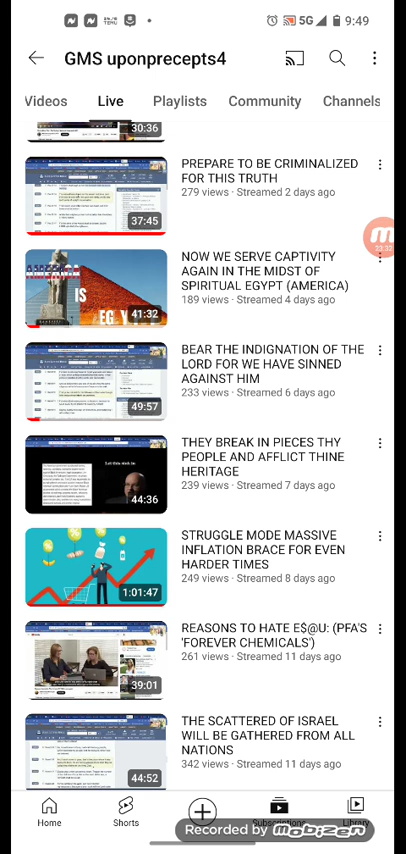 5G 9:49
GMS uponprecepts4
Videos Live Playlists Community Channels
30:36
PREPARE TO BE CRIMINALIZED
FOR THIS TRUTH
279 views · Streamed 2 days ago
37:45
23:32
NOW WE SERVE CAPTIVITY
AGAIN IN THE MIDST OF
SPIRITUAL EGYPT (AMERICA)
189 views · Streamed 4 days ago
IS
41:32
BEAR THE INDIGNATION OF THE
LORD FOR WE HAVE SINNED
AGAINST HIM
233 views · Streamed 6 days ago
49:57
THEY BREAK IN PIECES THY
PEOPLE AND AFFLICT THINE
HERITAGE
239 views · Streamed 7 days ago
44:36
STRUGGLE MODE MASSIVE
INFLATION BRACE FOR EVEN
HARDER TIMES
249 views · Streamed 8 days ago
1:01:47
REASONS TO HATE E$@U: (PFA'S
'FOREVER CHEMICALS')
261 views · Streamed 11 days ago
39:01
THE SCATTERED OF ISRAEL
WILL BE GATHERED FROM ALL
NATIONS
342 views · Streamed 11 days ago
44:52
Home Shorts Subscriptions Library
Recorded by mobizen